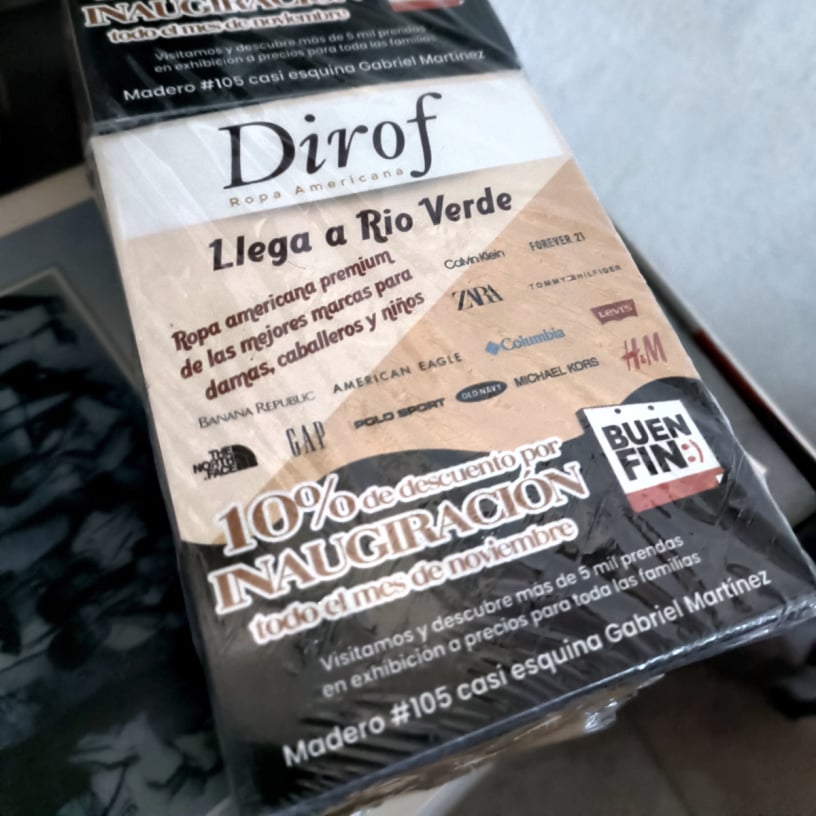 INAUGIRACIÓN
todo el mes de noviembre
Visitamos y descubre más de 5 mil prendas
en exhibición a precios para toda las familias
Madero #105 casi esquina Gabriel Martínez
Dirof
Ropa Americana
Llega a Rio Verde
Ropa americana premium
de las mejores marcas para
damas, caballeros y niños
Calvin Klein FOREVER 21
ZARA TOMMY HILFIGER
Levi's
AMERICAN EAGLE Columbia
BANANA REPUBLIC POLO SPORT OLD NAVY MICHAEL KORS H&M
THE NORTH FACE GAP
BUEN
FIN:)
10% de descuento por
INAUGIRACIÓN
todo el mes de noviembre
Visitamos y descubre más de 5 mil prendas
en exhibición a precios para toda las familias
Madero #105 casi esquina Gabriel Martínez